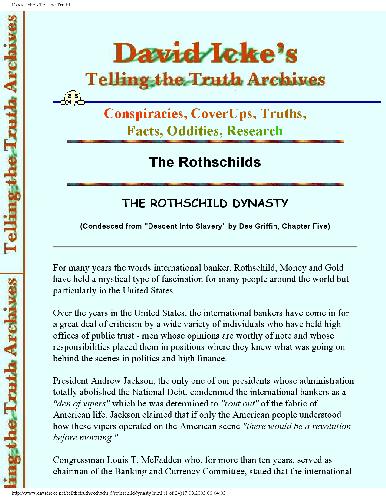 David Icke's
Telling the Truth Archives
Conspiracies, CoverUps, Truths,
Facts, Oddities, Research
The Rothschilds
THE ROTHSCHILD DYNASTY
(Condesced from "Descent Into Slavery" by Des Griffin, Chapter Five)
For many years the words international banker, Rothschild, Money and Gold
have held a mystical type of fascination for many people around the world but
particularly in the United States.
Over the years in the United States, the international bankers have come in for
a great deal of criticism by a wide variety of individuals who have held high
offices of public trust - men whose opinions are worthy of note and whose
responsibilities placed them in positions where they knew what was going on
behind the scenes in politics and high finance.
President Andrew Jackson, the only one of our presidents whose administration
totally abolished the National Debt, condemned the international bankers as a
"den of vipers" which he was determined to "rout out" of the fabric of
American life. Jackson claimed that if only the American people understood
how these vipers operated on the American scene "there would be a revolution
before morning."
Congressman Louis T. McFadden who, for more than ten years, served as
chairman of the Banking and Currency Committee, stated that the international
Telling the Truth Archives
ling the Truth Archives